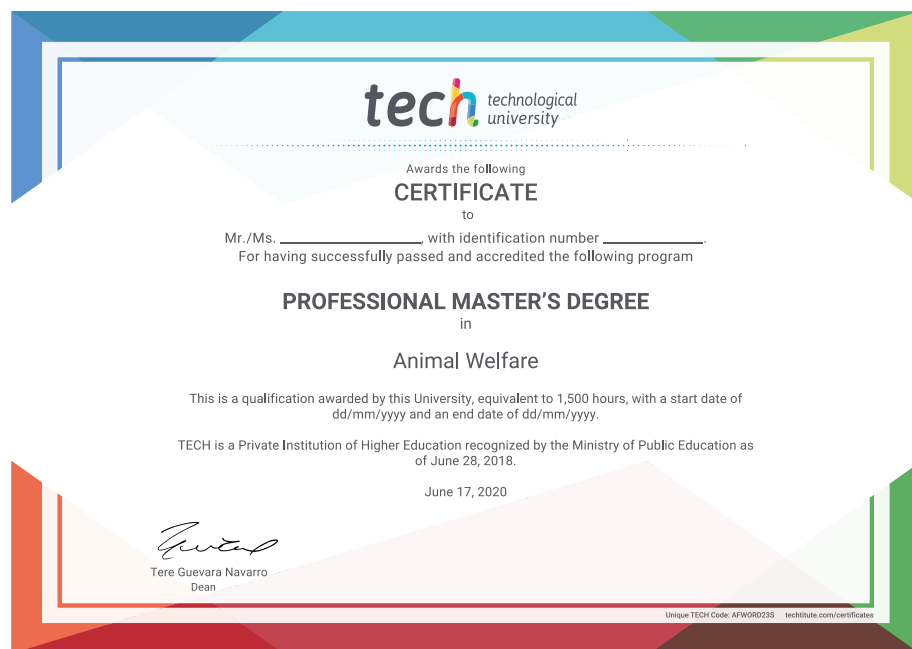 tech technological
university
Awards the following
CERTIFICATE
to
Mr./Ms. ____________________, with identification number ______________.
For having successfully passed and accredited the following program
PROFESSIONAL MASTER'S DEGREE
in
Animal Welfare
This is a qualification awarded by this University, equivalent to 1,500 hours, with a start date of
dd/mm/yyyy and an end date of dd/mm/yyyy.
TECH is a Private Institution of Higher Education recognized by the Ministry of Public Education as
of June 28, 2018.
June 17, 2020
Tere Guevara Navarro
Dean
Unique TECH Code: AFWORD23S techtitute.com/certificates